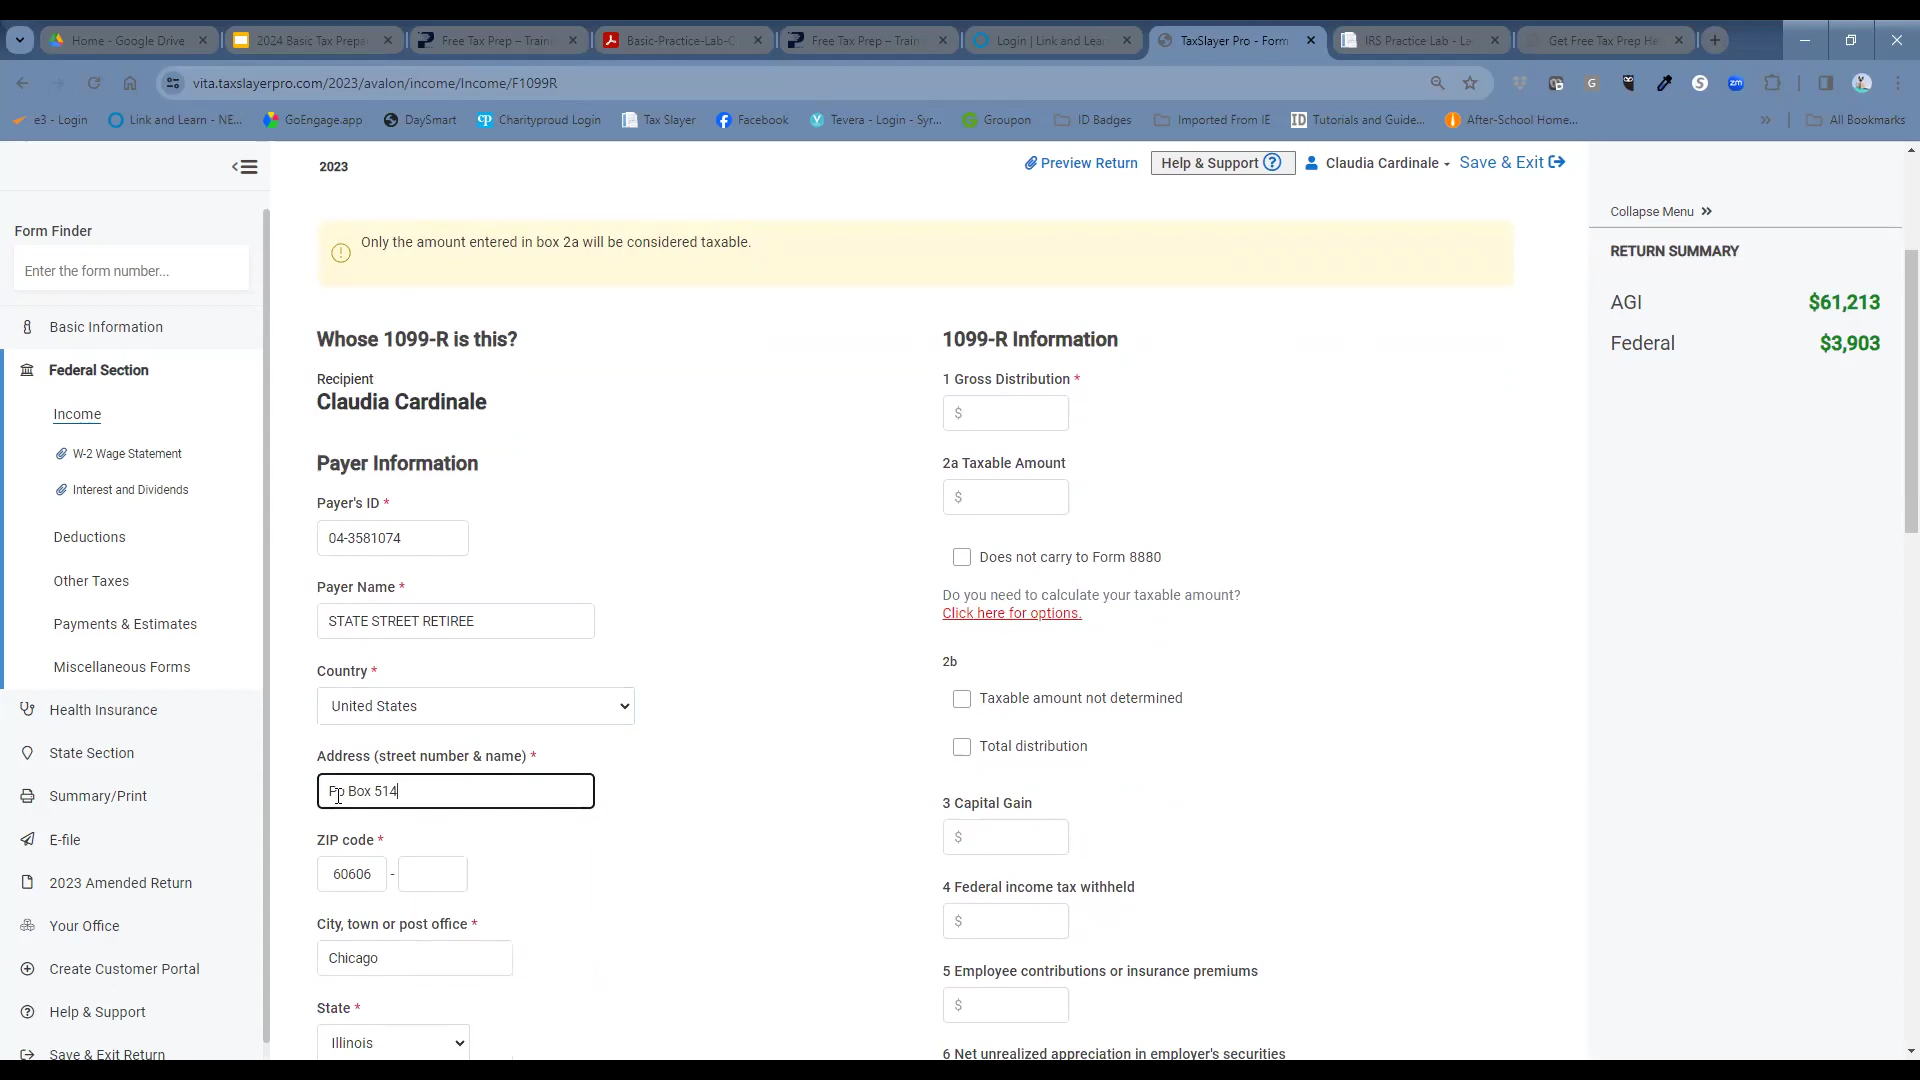 Home - Google Drive
2024 Basic Tax Prepa
Free Tax Prep – Train
Basic-Practice-Lab-C
Free Tax Prep – Train
Login | Link and Lea
TaxSlayer Pro - Form
IRS Practice Lab - La
Get Free Tax Prep He
vita.taxslayerpro.com/2023/avalon/income/Income/F1099R
e3 - Login
Link and Learn - NE...
GoEngage.app
DaySmart
Charityproud Login
Tax Slayer
Facebook
Tevera - Login - Syr...
Groupon
ID Badges
Imported From IE
Tutorials and Guide...
After-School Home...
All Bookmarks
2023
Preview Return
Help & Support
Claudia Cardinale
Save & Exit
Form Finder
Enter the form number...
Basic Information
Federal Section
Income
W-2 Wage Statement
Interest and Dividends
Deductions
Other Taxes
Payments & Estimates
Miscellaneous Forms
Health Insurance
State Section
Summary/Print
E-file
2023 Amended Return
Your Office
Create Customer Portal
Help & Support
Save & Exit Return
Only the amount entered in box 2a will be considered taxable.
Whose 1099-R is this?
Recipient
Claudia Cardinale
Payer Information
Payer's ID *
04-3581074
Payer Name *
STATE STREET RETIREE
Country *
United States
Address (street number & name) *
Po Box 514
ZIP code *
60606 -
City, town or post office *
Chicago
State *
Illinois
1099-R Information
1 Gross Distribution *
$
2a Taxable Amount
$
Does not carry to Form 8880
Do you need to calculate your taxable amount?
Click here for options.
2b
Taxable amount not determined
Total distribution
3 Capital Gain
$
4 Federal income tax withheld
$
5 Employee contributions or insurance premiums
$
6 Net unrealized appreciation in employer's securities
Collapse Menu
RETURN SUMMARY
AGI $61,213
Federal $3,903